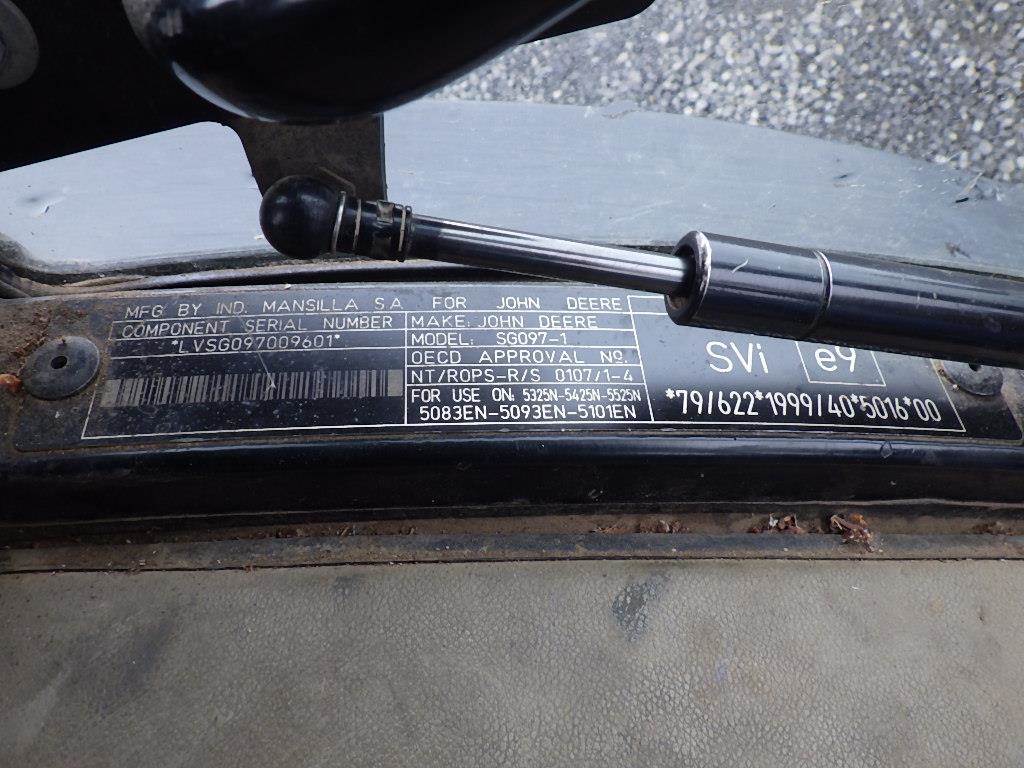 MFG BY IND. MANSILLA S.A. FOR JOHN DEERE
COMPONENT SERIAL NUMBER
*LVSG097009601*
MAKE: JOHN DEERE
MODEL: SG097-1
OECD APPROVAL No.
NT/ROPS-R/S 0107/1-4
FOR USE ON: 5325N-5425N-5525N
5083EN-5093EN-5101EN
SVi e9
*79/622*1999/40*5016*00